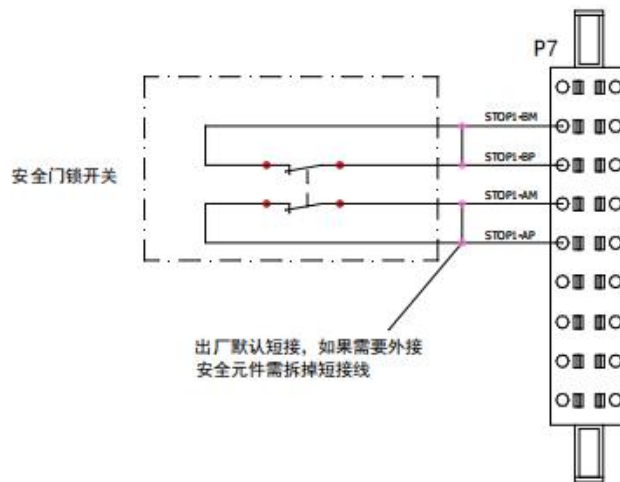 P7
STOP1-BM
STOP1-BP
安全门锁开关
STOP1-AM
STOP1-AP
出厂默认短接，如果需要外接
安全元件需拆掉短接线